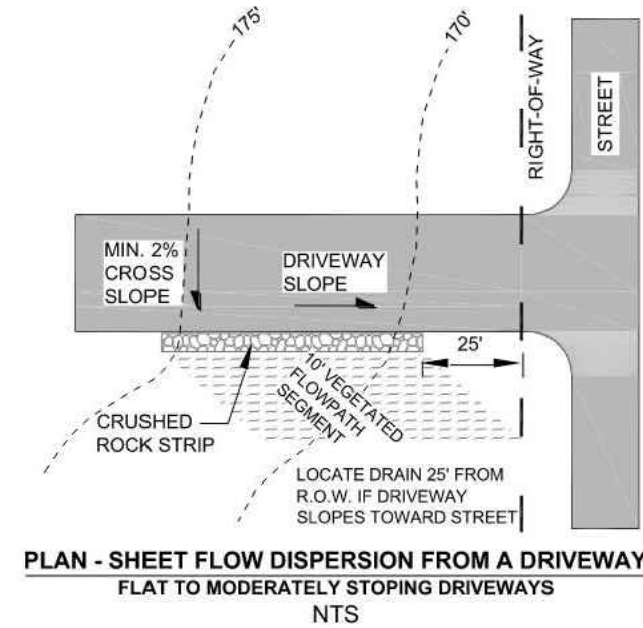 175'
170'
RIGHT-OF-WAY
STREET
MIN. 2%
CROSS
SLOPE
DRIVEWAY
SLOPE
25'
CRUSHED
ROCK STRIP
10' VEGETATED
FLOWPATH
SEGMENT
LOCATE DRAIN 25' FROM
R.O.W. IF DRIVEWAY
SLOPES TOWARD STREET
PLAN - SHEET FLOW DISPERSION FROM A DRIVEWAY
FLAT TO MODERATELY STOPING DRIVEWAYS
NTS